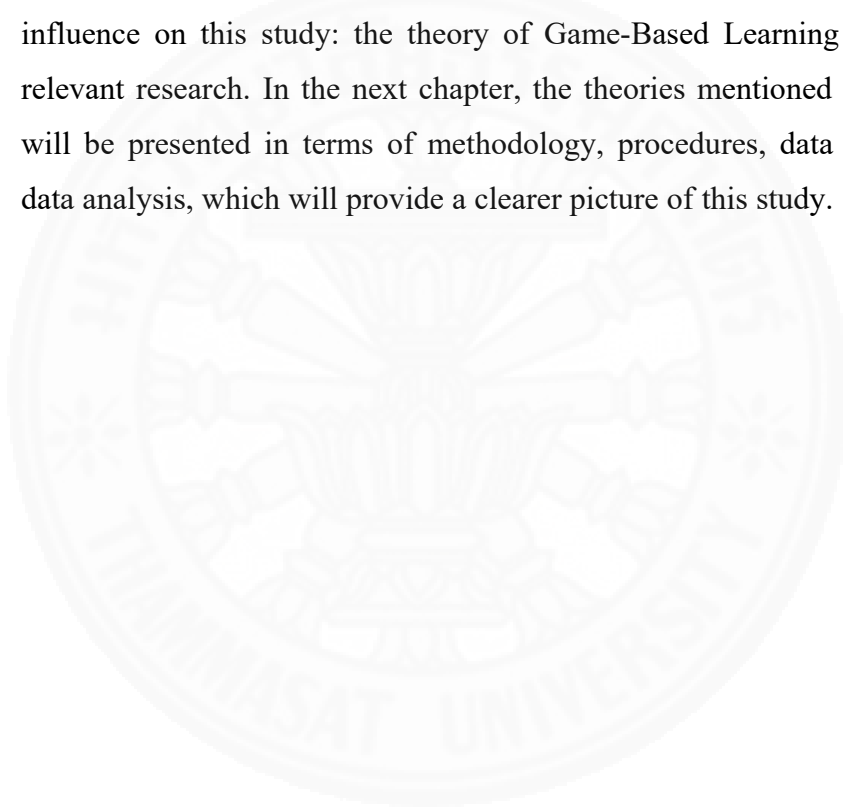 influence on this study: the theory of Game-Based Learning
relevant research. In the next chapter, the theories mentioned
will be presented in terms of methodology, procedures, data
data analysis, which will provide a clearer picture of this study.
THAMMASAT UNIVERSITY